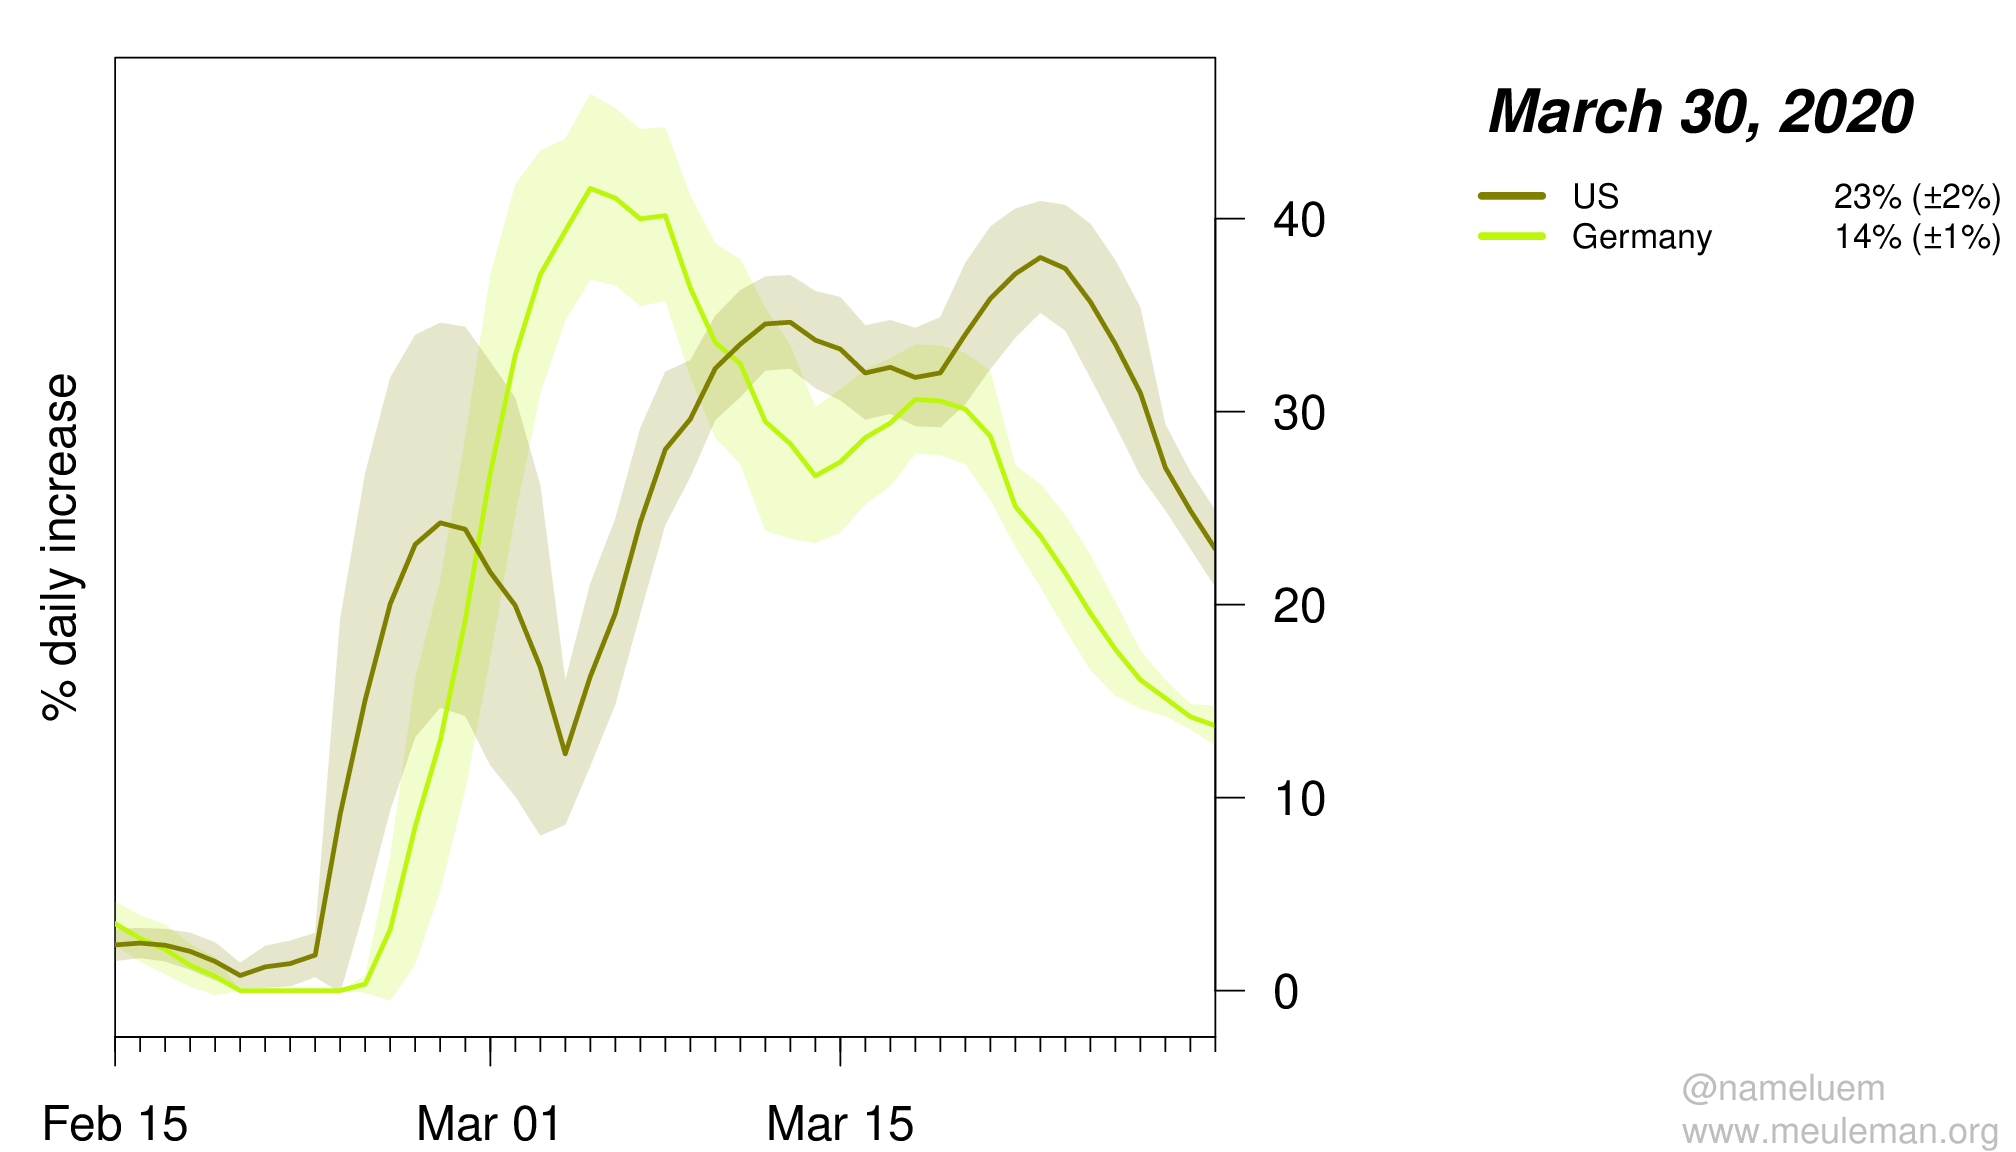 March 30, 2020
US 23% (±2%)
Germany 14% (±1%)
% daily increase
40
30
20
10
0
Feb 15 Mar 01 Mar 15
@nameluem
www.meuleman.org